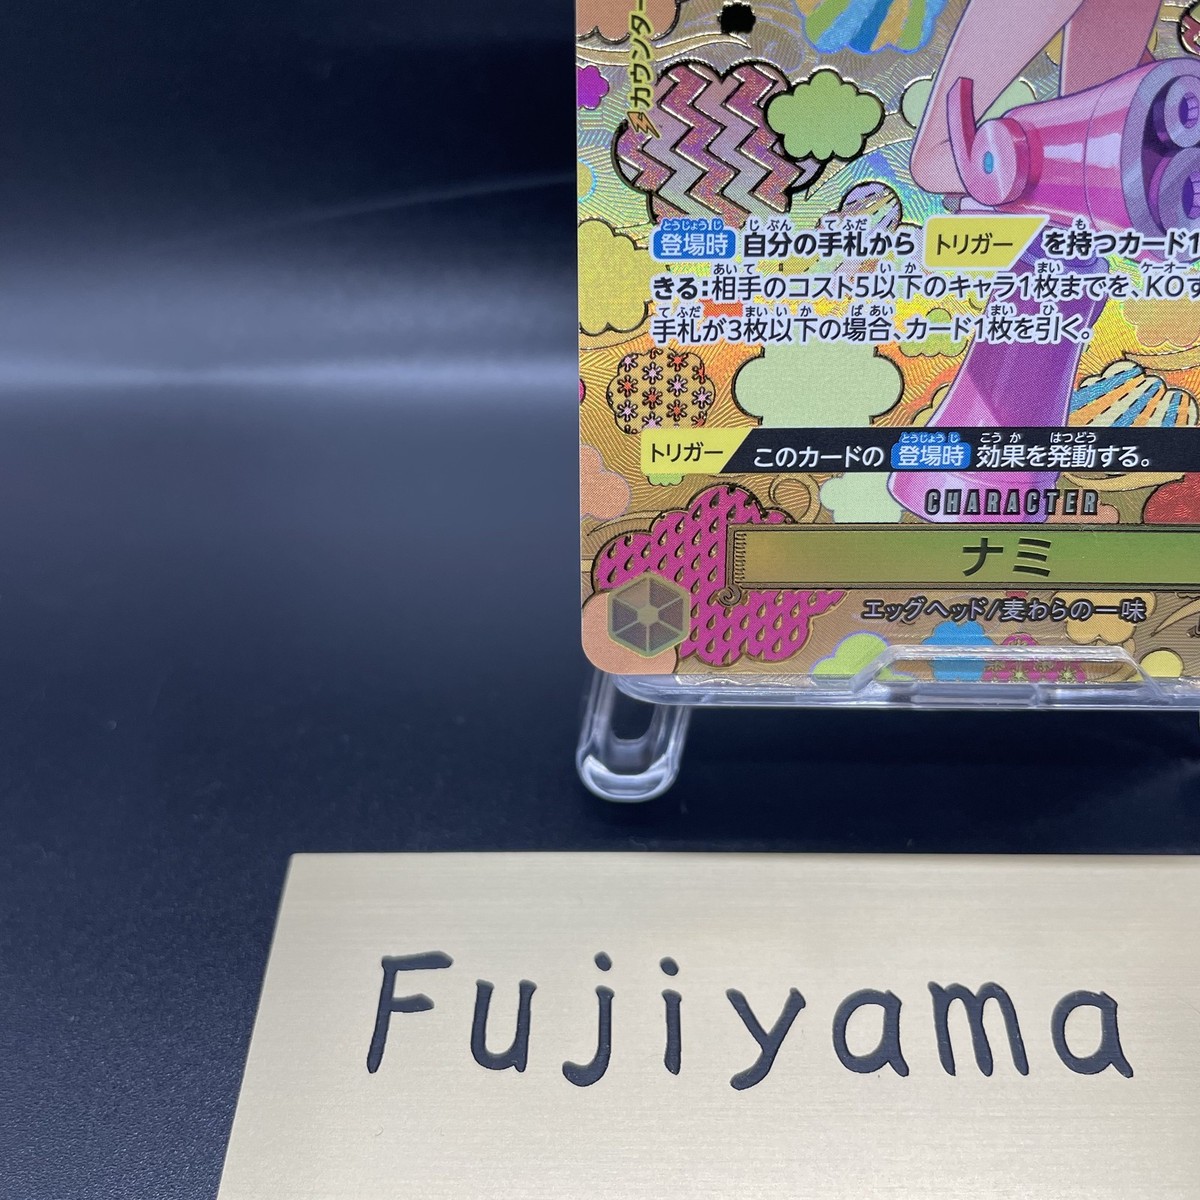 カウンター
登場時 自分の手札から トリガー を持つカード1
きる:相手のコスト5以下のキャラ1枚までを、KOす
手札が3枚以下の場合、カード1枚を引く。
トリガー このカードの 登場時 効果を発動する。
CHARACTER
ナミ
エッグヘッド/麦わらの一味
Fujiyama